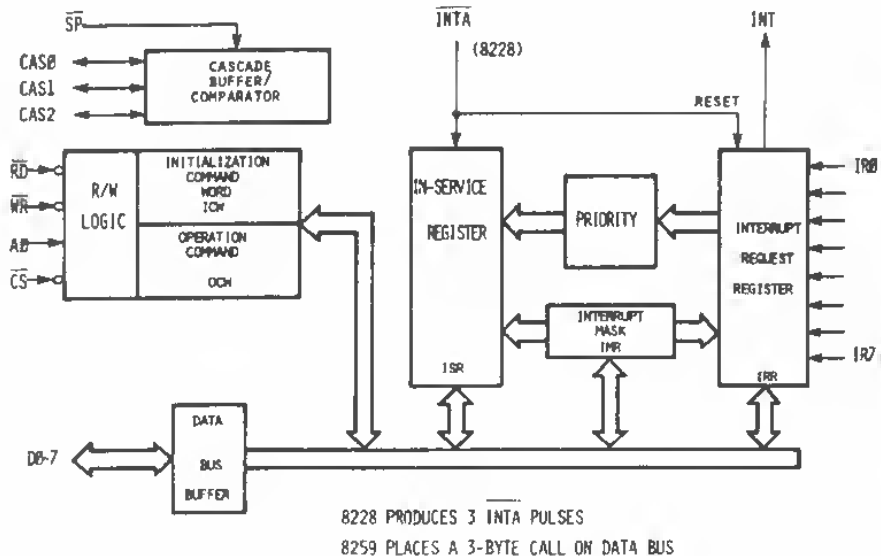 SP
INTA
INT
(8228)
CAS0
CAS1
CAS2
CASCADE
BUFFER/
COMPARATOR
RESET
RD
WR
A0
CS
R/W
LOGIC
INITIALIZATION
COMMAND
WORD
ICW
OPERATION
COMMAND
OCW
IN-SERVICE
REGISTER
ISR
PRIORITY
INTERRUPT
MASK
IMR
INTERRUPT
REQUEST
REGISTER
IRR
IR0
IR7
D0-7
DATA
BUS
BUFFER
8228 PRODUCES 3 INTA PULSES
8259 PLACES A 3-BYTE CALL ON DATA BUS